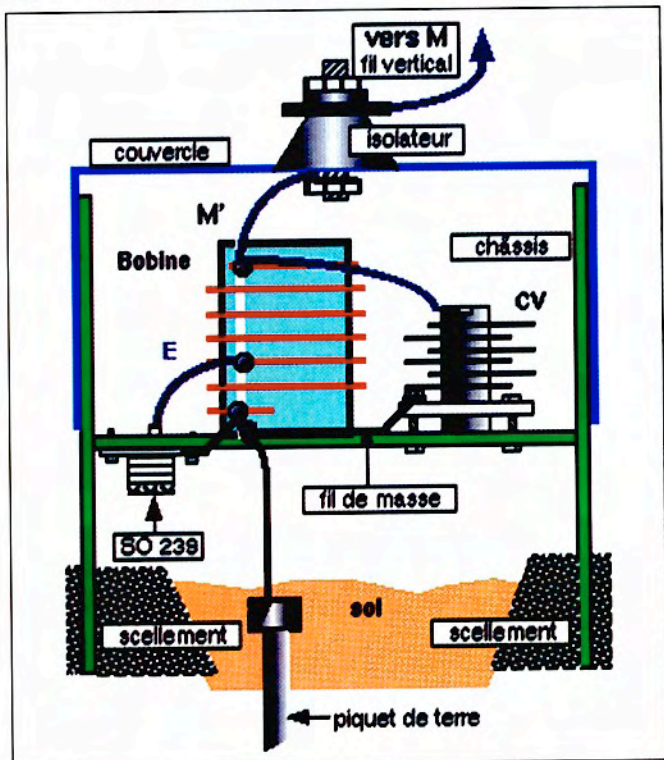 vers M
fil vertical
isolateur
couvercle
M'
châssis
Bobine
CV
E
fil de masse
SO 239
sol
scellement
scellement
piquet de terre